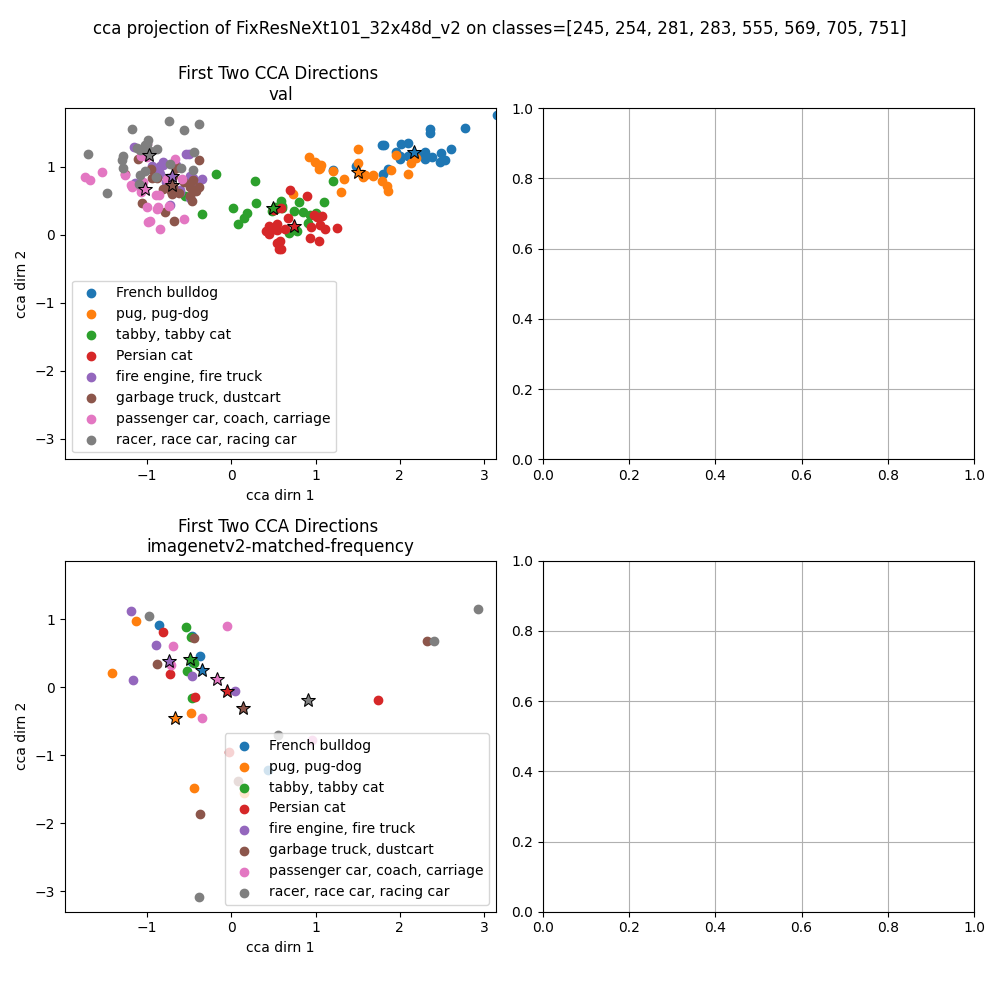 cca projection of FixResNeXt101_32x48d_v2 on classes=[245, 254, 281, 283, 555, 569, 705, 751]
First Two CCA Directions
val
1
0
−1
−2
−3
cca dirn 2
French bulldog
pug, pug-dog
tabby, tabby cat
Persian cat
fire engine, fire truck
garbage truck, dustcart
passenger car, coach, carriage
racer, race car, racing car
−1 0 1 2 3
cca dirn 1
1.0
0.8
0.6
0.4
0.2
0.0
0.0 0.2 0.4 0.6 0.8 1.0
First Two CCA Directions
imagenetv2-matched-frequency
1
0
−1
−2
−3
cca dirn 2
French bulldog
pug, pug-dog
tabby, tabby cat
Persian cat
fire engine, fire truck
garbage truck, dustcart
passenger car, coach, carriage
racer, race car, racing car
−1 0 1 2 3
cca dirn 1
1.0
0.8
0.6
0.4
0.2
0.0
0.0 0.2 0.4 0.6 0.8 1.0